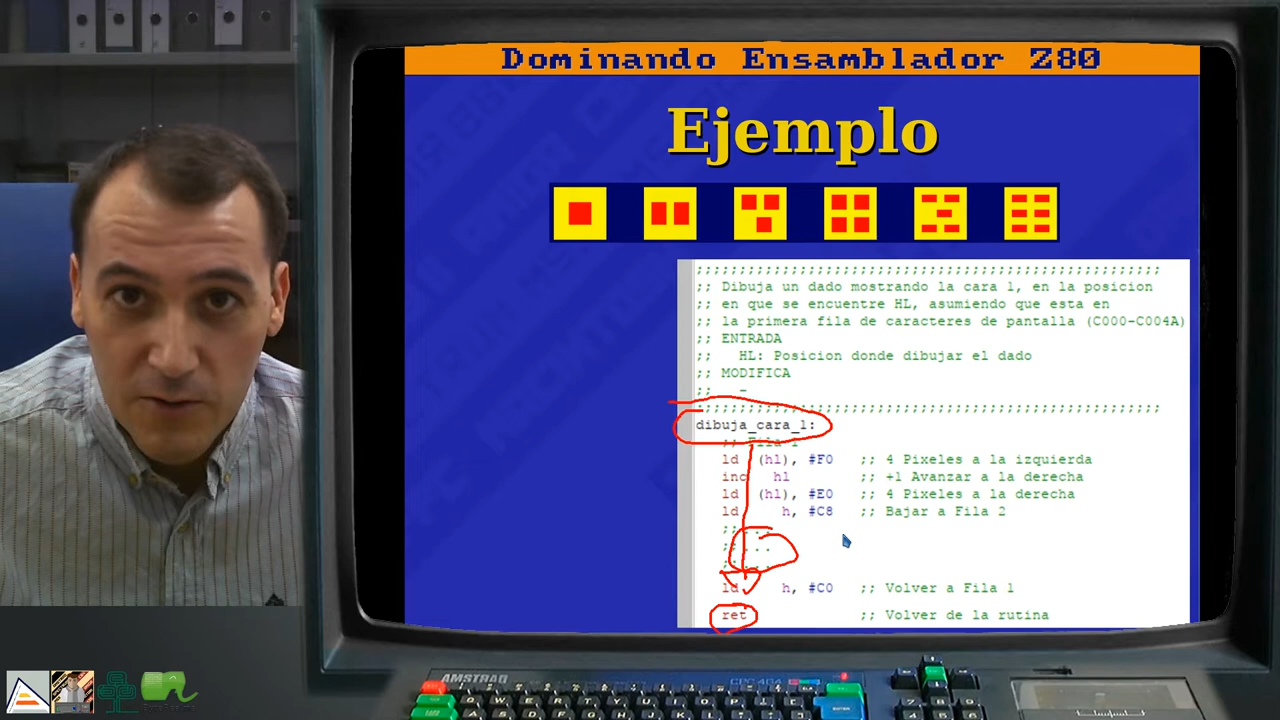 Dominando Ensamblador Z80
Ejemplo
;;;;;;;;;;;;;;;;;;;;;;;;;;;;;;;;;;;;;;;;;;;;;;;;;;;;;;
;; Dibuja un dado mostrando la cara 1, en la posicion
;; en que se encuentre HL, asumiendo que esta en
;; la primera fila de caracteres de pantalla (C000-C004A)
;; ENTRADA
;; HL: Posicion donde dibujar el dado
;; MODIFICA
;; -
;;;;;;;;;;;;;;;;;;;;;;;;;;;;;;;;;;;;;;;;;;;;;;;;;;;;;;
dibuja_cara_1:
;; Fila 1
ld (hl), #F0 ;; 4 Pixeles a la izquierda
inc hl ;; +1 Avanzar a la derecha
ld (hl), #E0 ;; 4 Pixeles a la derecha
ld h, #C8 ;; Bajar a Fila 2
;; ...
;; ...
;; ...
ld h, #C0 ;; Volver a Fila 1
ret ;; Volver de la rutina
AMSTRAD